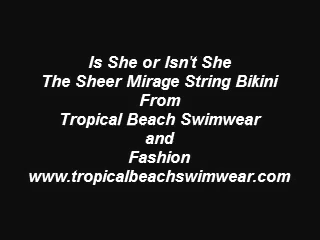 Is She or Isn't She
The Sheer Mirage String Bikini
From
Tropical Beach Swimwear
and
Fashion
www.tropicalbeachswimwear.com